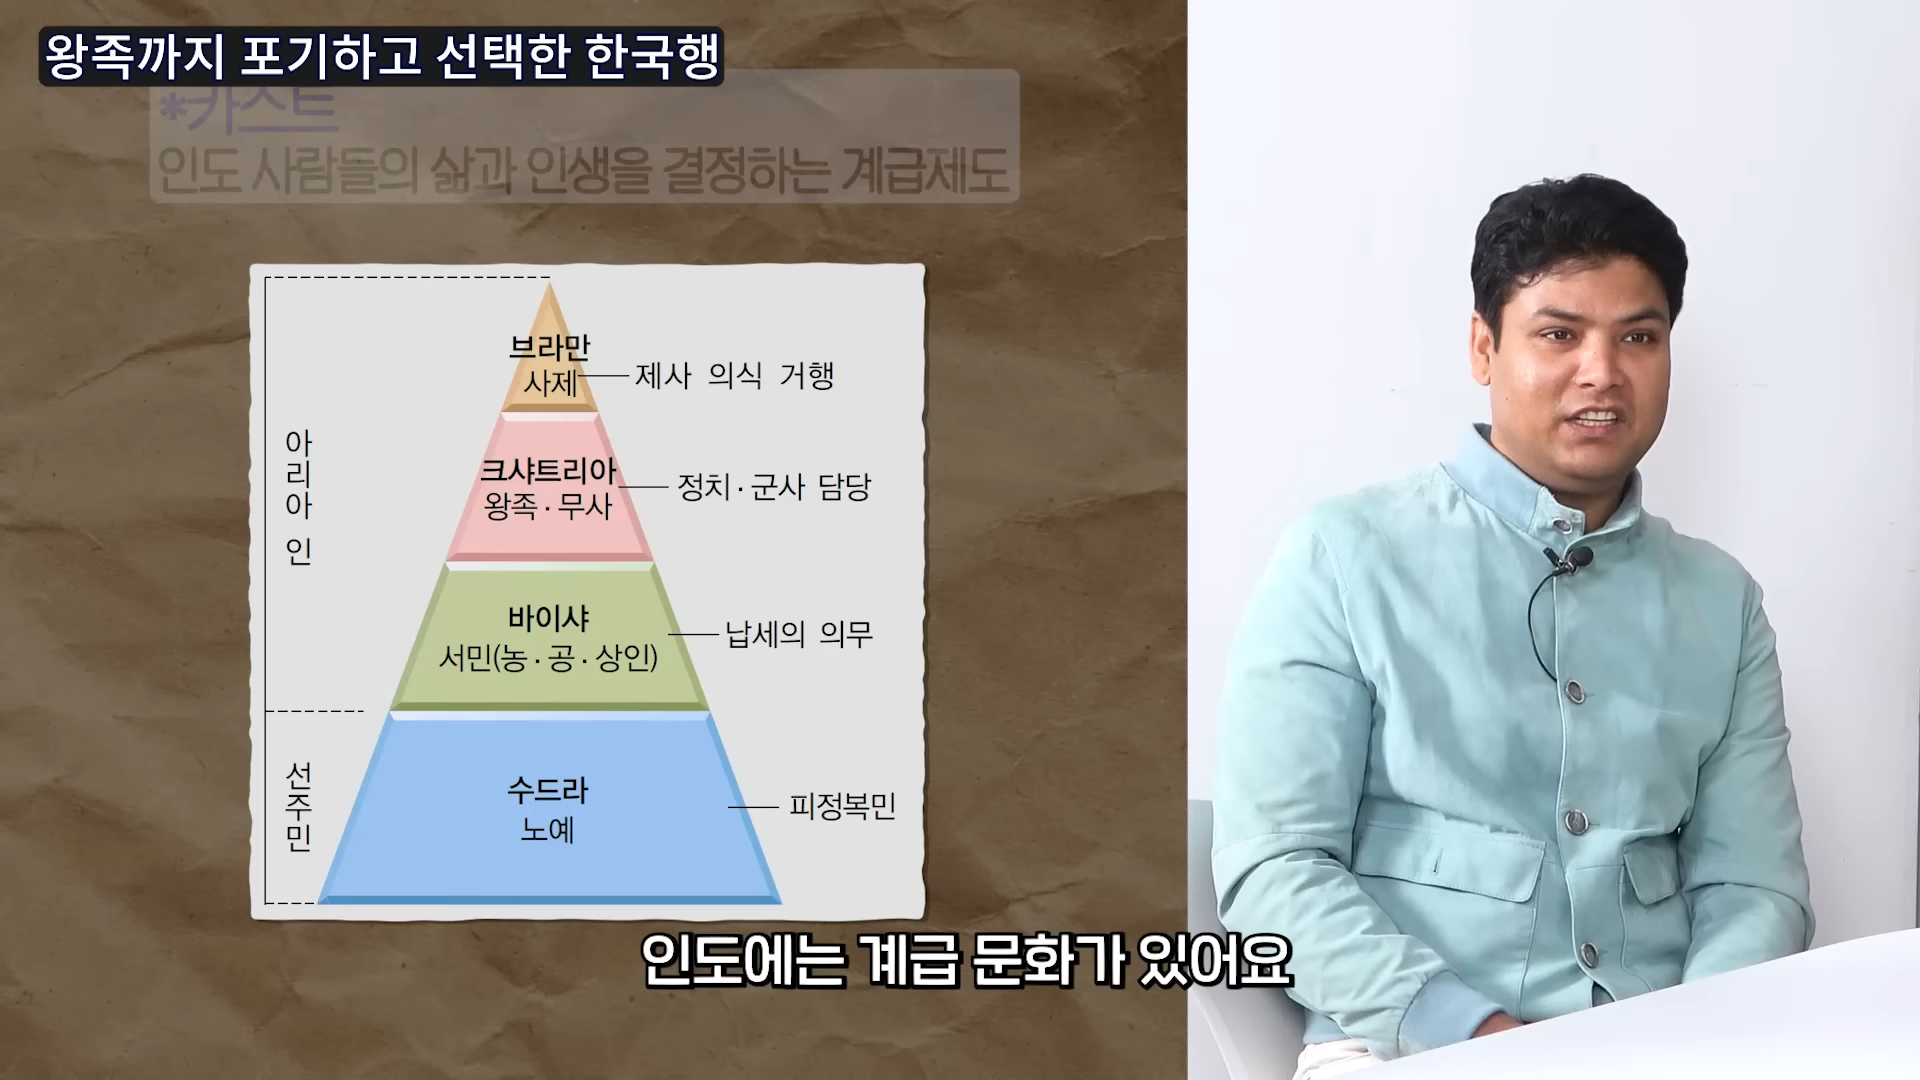 왕족까지 포기하고 선택한 한국행
*카스트
인도 사람들의 삶과 인생을 결정하는 계급제도
브라만
사제
제사 의식 거행
아리아인
크샤트리아
왕족·무사
정치·군사 담당
바이샤
서민(농·공·상인)
납세의 의무
선주민
수드라
노예
피정복민
인도에는 계급 문화가 있어요